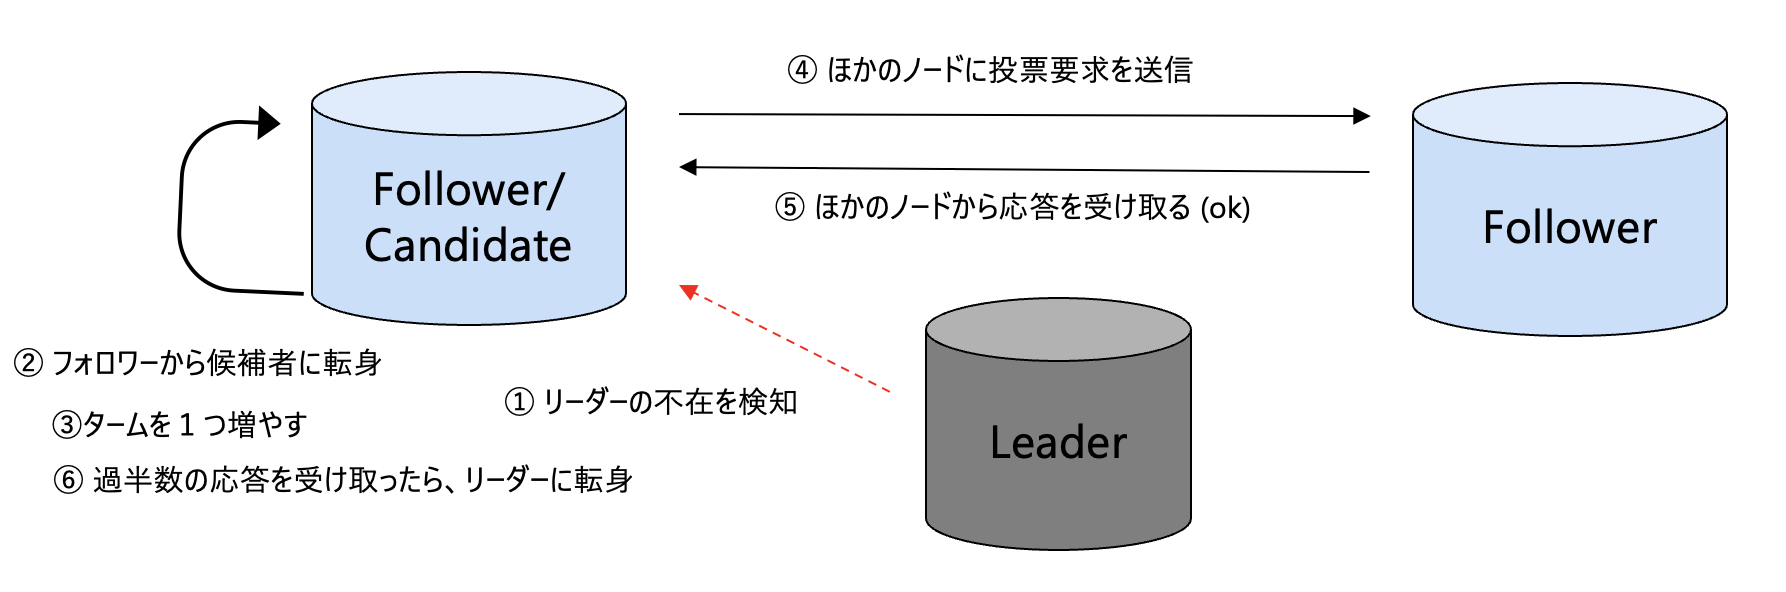 ④ ほかのノードに投票要求を送信
Follower/
Candidate
⑤ ほかのノードから応答を受け取る (ok)
Follower
② フォロワーから候補者に転身
① リーダーの不在を検知
③タームを１つ増やす
Leader
⑥ 過半数の応答を受け取ったら、リーダーに転身